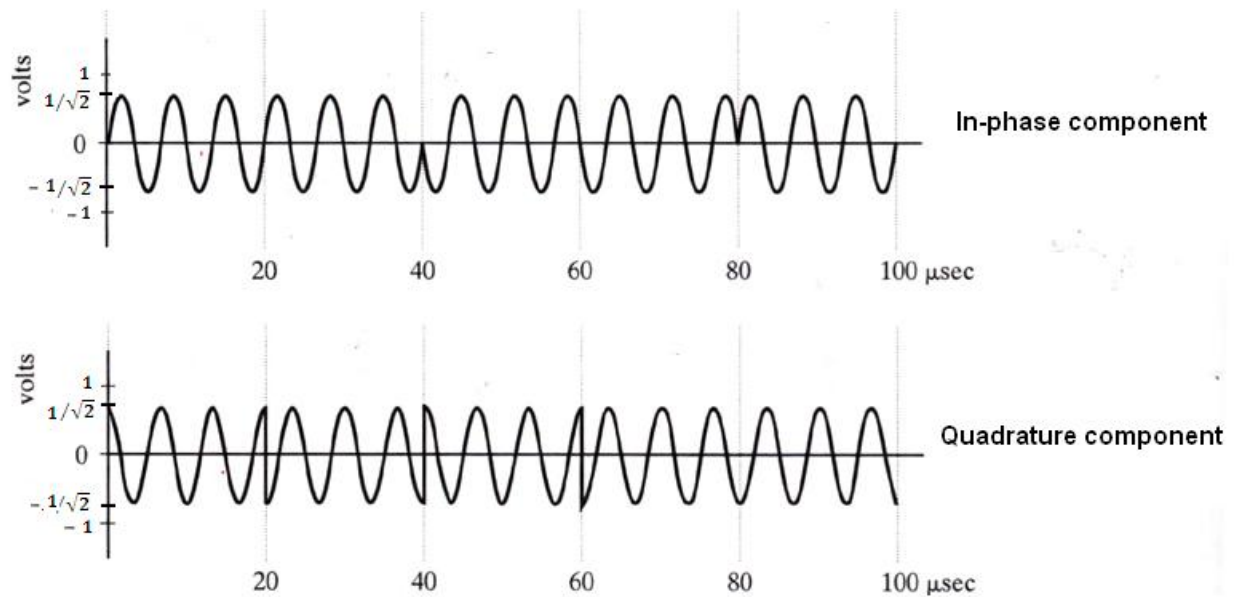 volts
1
1/√2
0
- 1/√2
- 1
In-phase component
20 40 60 80 100 μsec
volts
1
1/√2
0
-.1/√2
- 1
Quadrature component
20 40 60 80 100 μsec